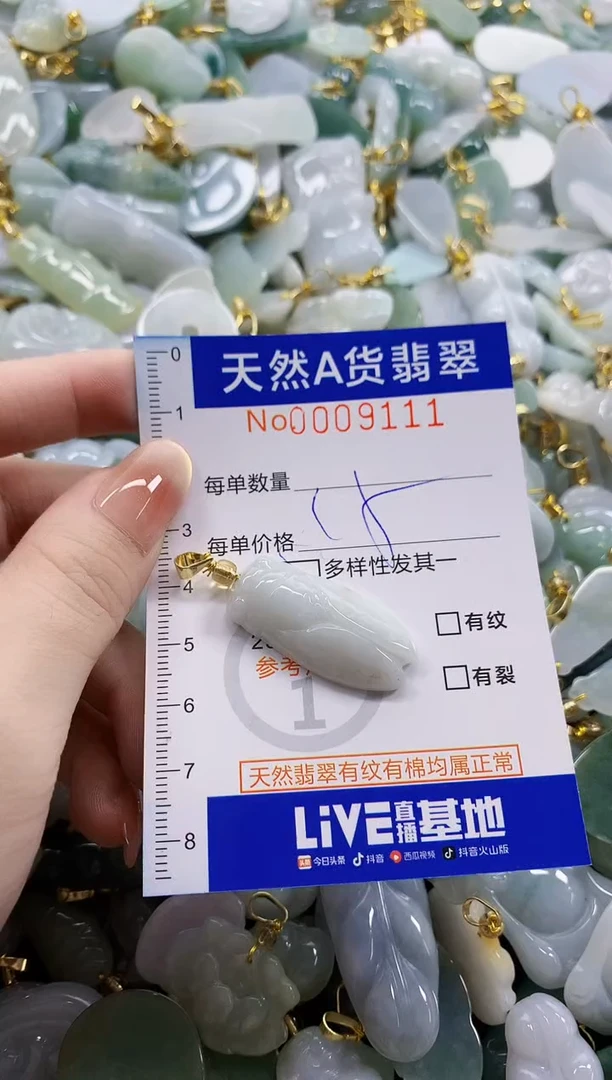 0
天然A货翡翠
1
No0009111
每单数量
3
每单价格
多样性发其一
4
有纹
5
参考
有裂
6
1
7
天然翡翠有纹有棉均属正常
LiVE直播基地
8
头条 今日头条 抖音 西瓜视频 抖音火山版